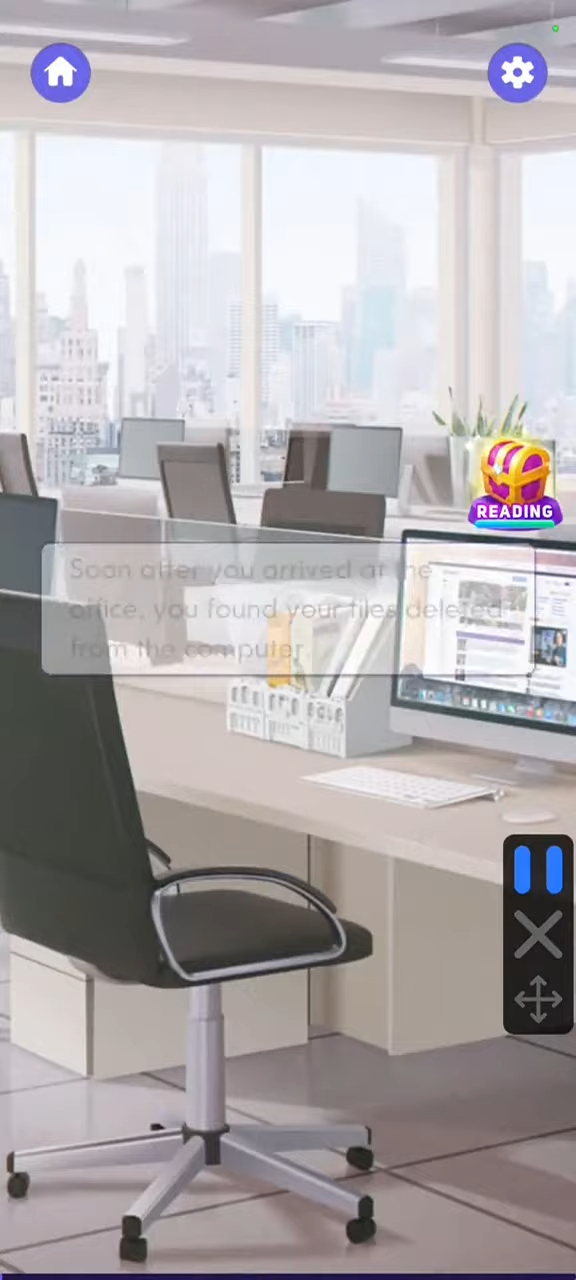 READING
Soon after you arrived at the
office, you found your files deleted
from the computer.